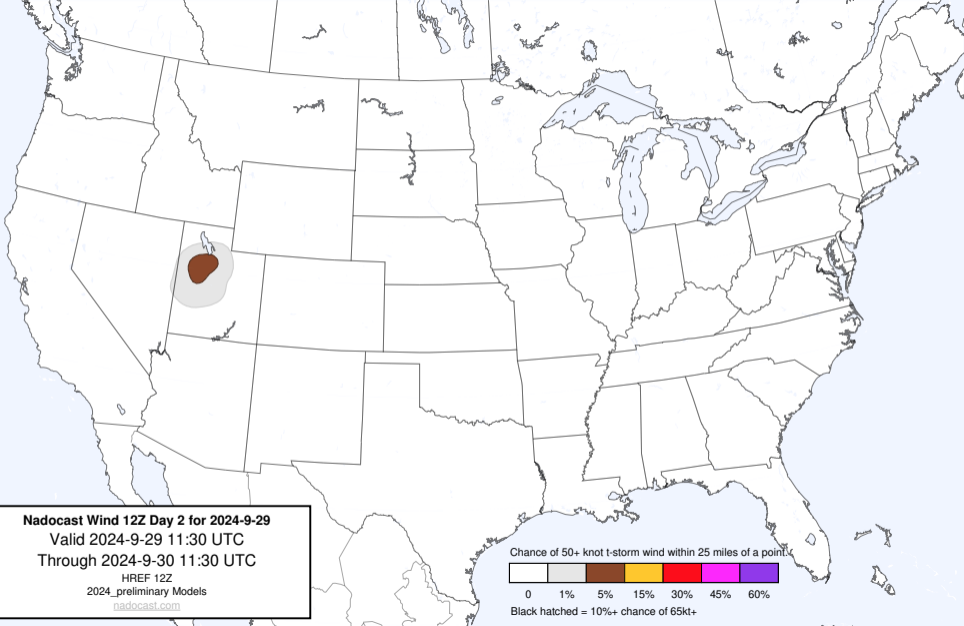 Nadocast Wind 12Z Day 2 for 2024-9-29
Valid 2024-9-29 11:30 UTC
Through 2024-9-30 11:30 UTC
HREF 12Z
2024_preliminary Models
nadocast.com
Chance of 50+ knot t-storm wind within 25 miles of a point.
0 1% 5% 15% 30% 45% 60%
Black hatched = 10%+ chance of 65kt+